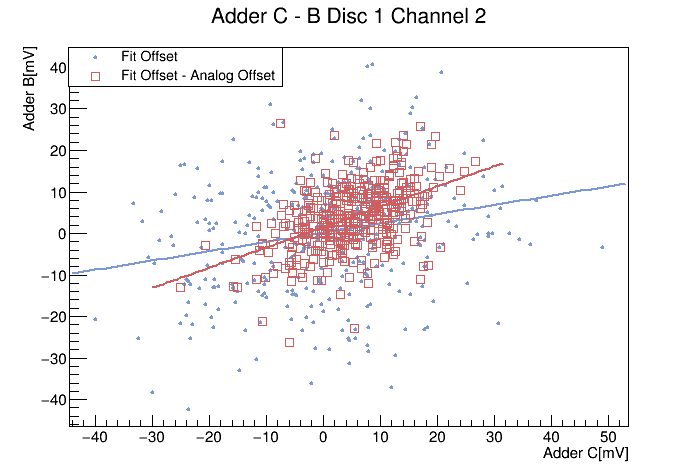 Adder C - B Disc 1 Channel 2
Adder B[mV]
Fit Offset
Fit Offset - Analog Offset
40
30
20
10
0
−10
−20
−30
−40
−40 −30 −20 −10 0 10 20 30 40 50
Adder C[mV]